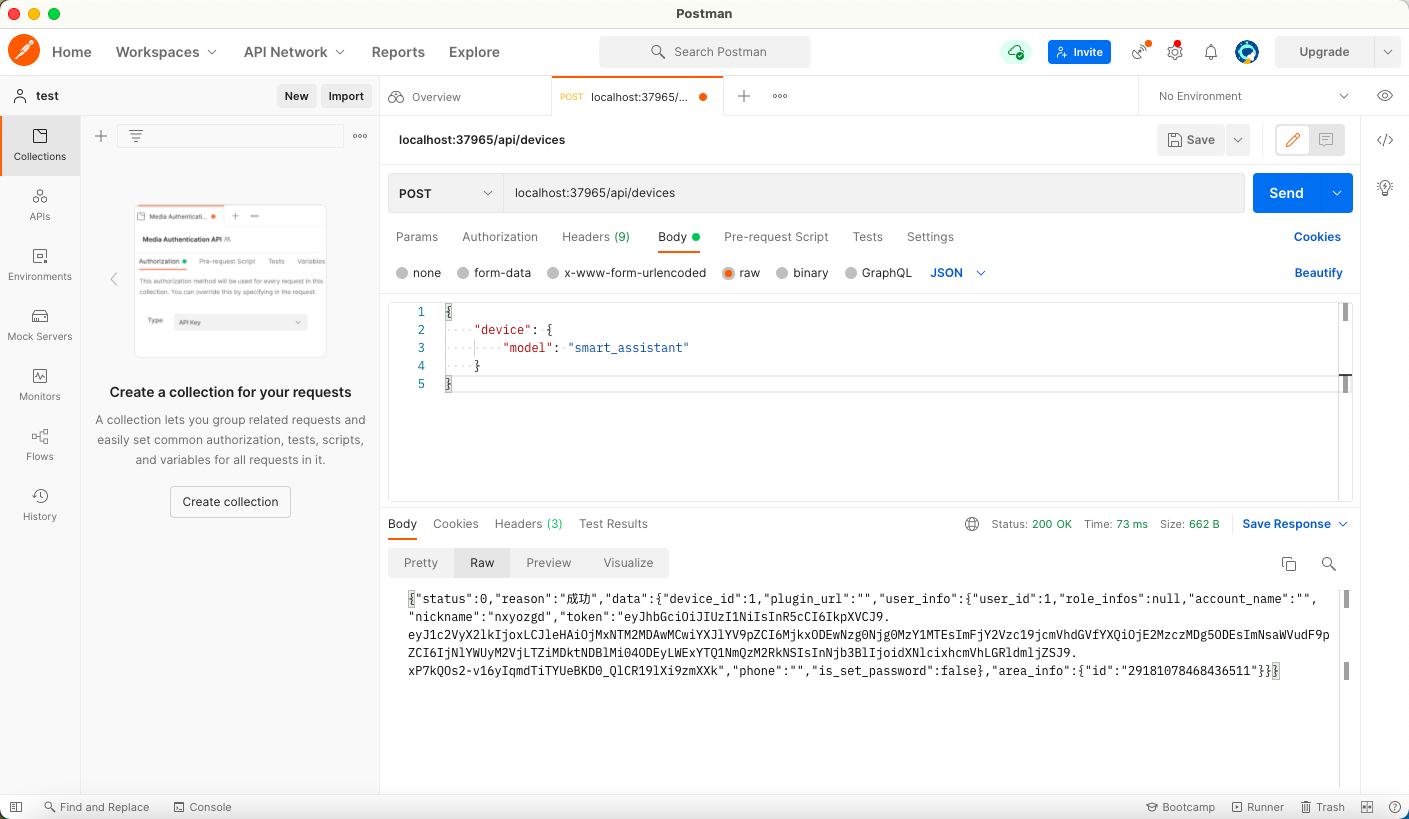 Postman
Home Workspaces API Network Reports Explore Search Postman Invite Upgrade
test New Import Overview POST localhost:37965/... No Environment
Collections
APIs
Environments
Mock Servers
Monitors
Flows
History
Media Authenticati...
Media Authentication API
Authorization Pre-request Script Tests Variables
This authorization method will be used for every request in this
collection. You can override this by specifying in the request.
Type API Key
Create a collection for your requests
A collection lets you group related requests and
easily set common authorization, tests, scripts,
and variables for all requests in it.
Create collection
localhost:37965/api/devices Save
POST localhost:37965/api/devices Send
Params Authorization Headers (9) Body Pre-request Script Tests Settings Cookies
none form-data x-www-form-urlencoded raw binary GraphQL JSON Beautify
1 {
2 "device": {
3 "model": "smart_assistant"
4 }
5 }
Body Cookies Headers (3) Test Results Status: 200 OK Time: 73 ms Size: 662 B Save Response
Pretty Raw Preview Visualize
{"status":0,"reason":"成功","data":{"device_id":1,"plugin_url":"","user_info":{"user_id":1,"role_infos":null,"account_name":"",
"nickname":"nxyozgd","token":"eyJhbGciOiJIUzI1NiIsInR5cCI6IkpXVCJ9.
eyJ1c2VyX2lkIjoxLCJleHAiOjMxNTM2MDAwMCwiYXJlYV9pZCI6MjkxODEwNzg0Njg0MzY1MTEsImFjY2Vzc19jcmVhdGVfYXQiOjE2MzczMDg5ODEsImNsaWVudF9p
ZCI6IjNlYWUyM2VjLTZiMDktNDBlMi04ODEyLWExYTQ1NmQzM2RkNSIsInNjb3BlIjoidXNlcixhcmVhLGRldmljZSJ9.
xP7kQOs2-v16yIqmdTiTYUeBKD0_QlCR19lXi9zmXXk","phone":"","is_set_password":false},"area_info":{"id":"29181078468436511"}}}
Find and Replace Console Bootcamp Runner Trash